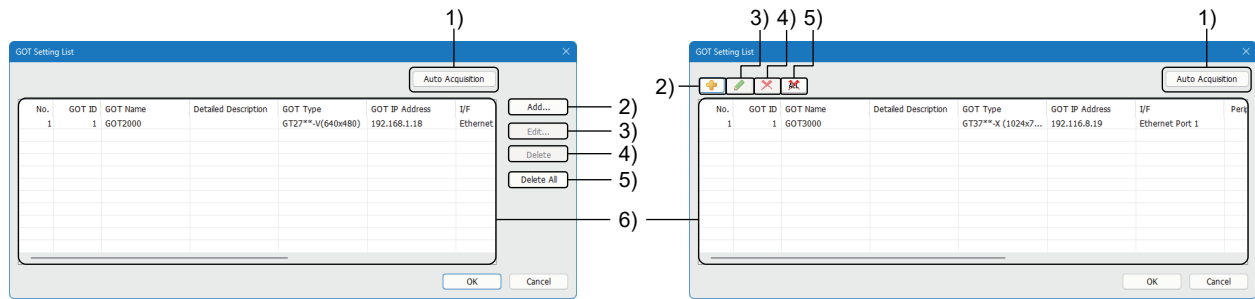 1)
3) 4) 5)
1)
GOT Setting List
GOT Setting List
Auto Acquisition
2)
ALL
Auto Acquisition
No. GOT ID GOT Name Detailed Description GOT Type GOT IP Address I/F
1 1 GOT2000 GT27**-V(640x480) 192.168.1.18 Ethernet
Add... 2)
Edit... 3)
Delete 4)
Delete All 5)
6)
No. GOT ID GOT Name Detailed Description GOT Type GOT IP Address I/F Perip
1 1 GOT3000 GT37**-X (1024x7... 192.116.8.19 Ethernet Port 1
OK Cancel
OK Cancel